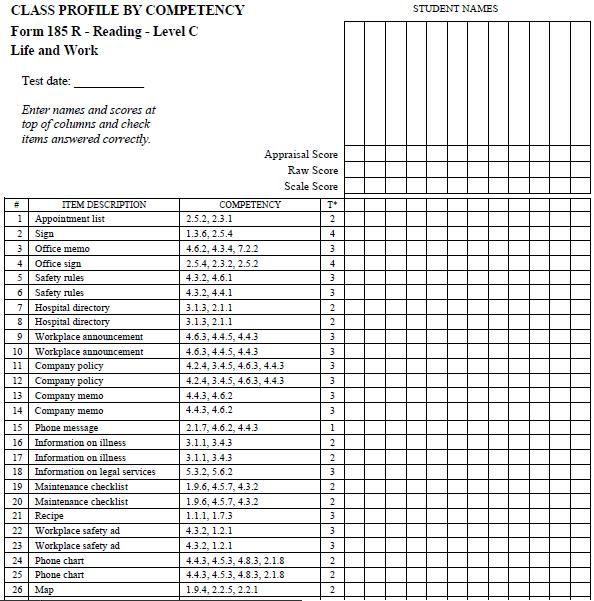 CLASS PROFILE BY COMPETENCY
STUDENT NAMES
Form 185 R - Reading - Level C
Life and Work
Test date: ___________
Enter names and scores at
top of columns and check
items answered correctly.
Appraisal Score
Raw Score
Scale Score
# ITEM DESCRIPTION COMPETENCY T*
1 Appointment list 2.5.2, 2.3.1 2
2 Sign 1.3.6, 2.5.4 4
3 Office memo 4.6.2, 4.3.4, 7.2.2 3
4 Office sign 2.5.4, 2.3.2, 2.5.2 4
5 Safety rules 4.3.2, 4.6.1 3
6 Safety rules 4.3.2, 4.4.1 3
7 Hospital directory 3.1.3, 2.1.1 2
8 Hospital directory 3.1.3, 2.1.1 2
9 Workplace announcement 4.6.3, 4.4.5, 4.4.3 3
10 Workplace announcement 4.6.3, 4.4.5, 4.4.3 3
11 Company policy 4.2.4, 3.4.5, 4.6.3, 4.4.3 3
12 Company policy 4.2.4, 3.4.5, 4.6.3, 4.4.3 3
13 Company memo 4.4.3, 4.6.2 3
14 Company memo 4.4.3, 4.6.2 3
15 Phone message 2.1.7, 4.6.2, 4.4.3 1
16 Information on illness 3.1.1, 3.4.3 2
17 Information on illness 3.1.1, 3.4.3 2
18 Information on legal services 5.3.2, 5.6.2 3
19 Maintenance checklist 1.9.6, 4.5.7, 4.3.2 2
20 Maintenance checklist 1.9.6, 4.5.7, 4.3.2 2
21 Recipe 1.1.1, 1.7.3 3
22 Workplace safety ad 4.3.2, 1.2.1 3
23 Workplace safety ad 4.3.2, 1.2.1 3
24 Phone chart 4.4.3, 4.5.3, 4.8.3, 2.1.8 2
25 Phone chart 4.4.3, 4.5.3, 4.8.3, 2.1.8 2
26 Map 1.9.4, 2.2.5, 2.2.1 2